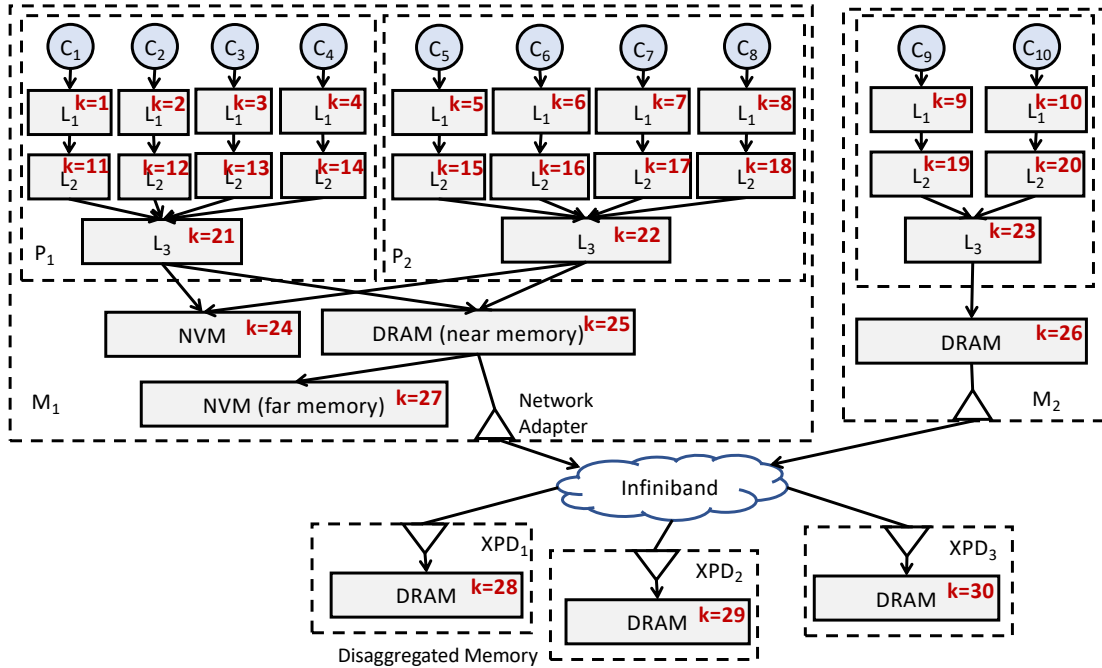 C1 C2 C3 C4 C5 C6 C7 C8 C9 C10
k=1 k=2 k=3 k=4 k=5 k=6 k=7 k=8 k=9 k=10
L1 L1 L1 L1 L1 L1 L1 L1 L1 L1
k=11 k=12 k=13 k=14 k=15 k=16 k=17 k=18 k=19 k=20
L2 L2 L2 L2 L2 L2 L2 L2 L2 L2
L3 k=21 L3 k=22 L3 k=23
P1 P2
NVM k=24 DRAM (near memory) k=25 DRAM k=26
M1 NVM (far memory) k=27 Network M2
Adapter
Infiniband
XPD1 XPD2 XPD3
DRAM k=28 DRAM k=29 DRAM k=30
Disaggregated Memory